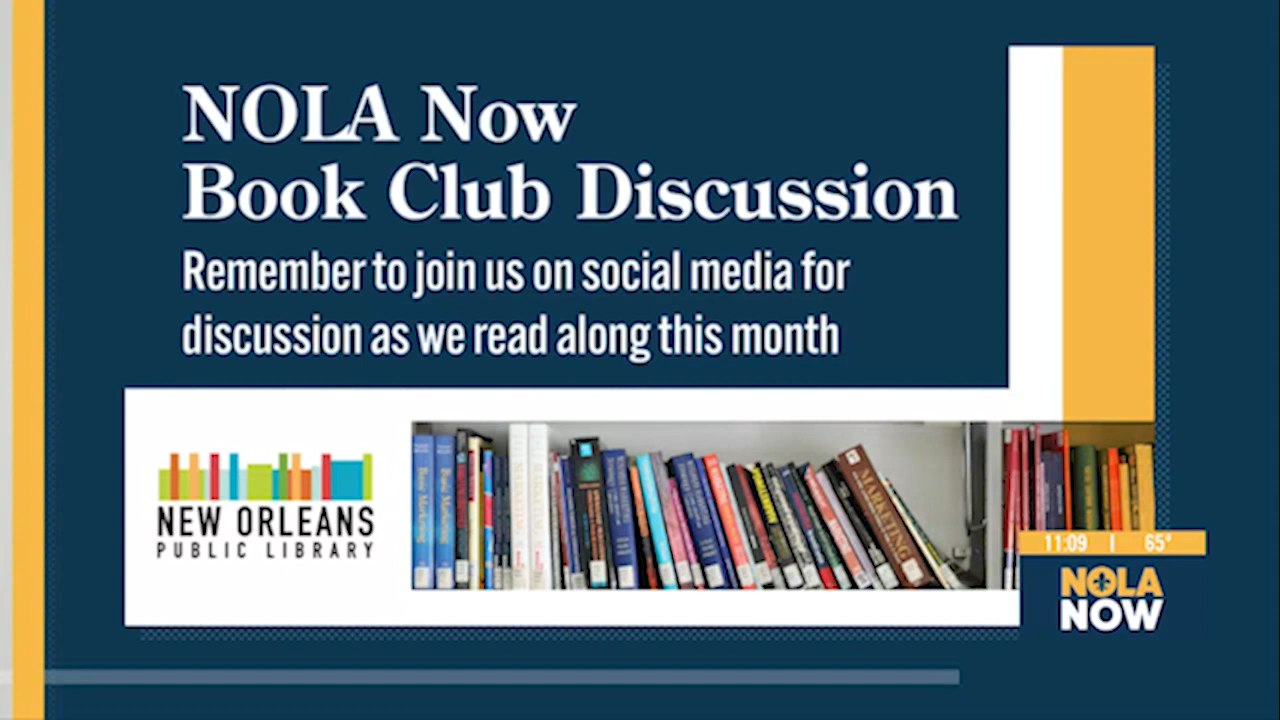 NOLA Now
Book Club Discussion
Remember to join us on social media for
discussion as we read along this month
NEW ORLEANS
PUBLIC LIBRARY
MARKETING
11:09 | 65°
NOLA
NOW